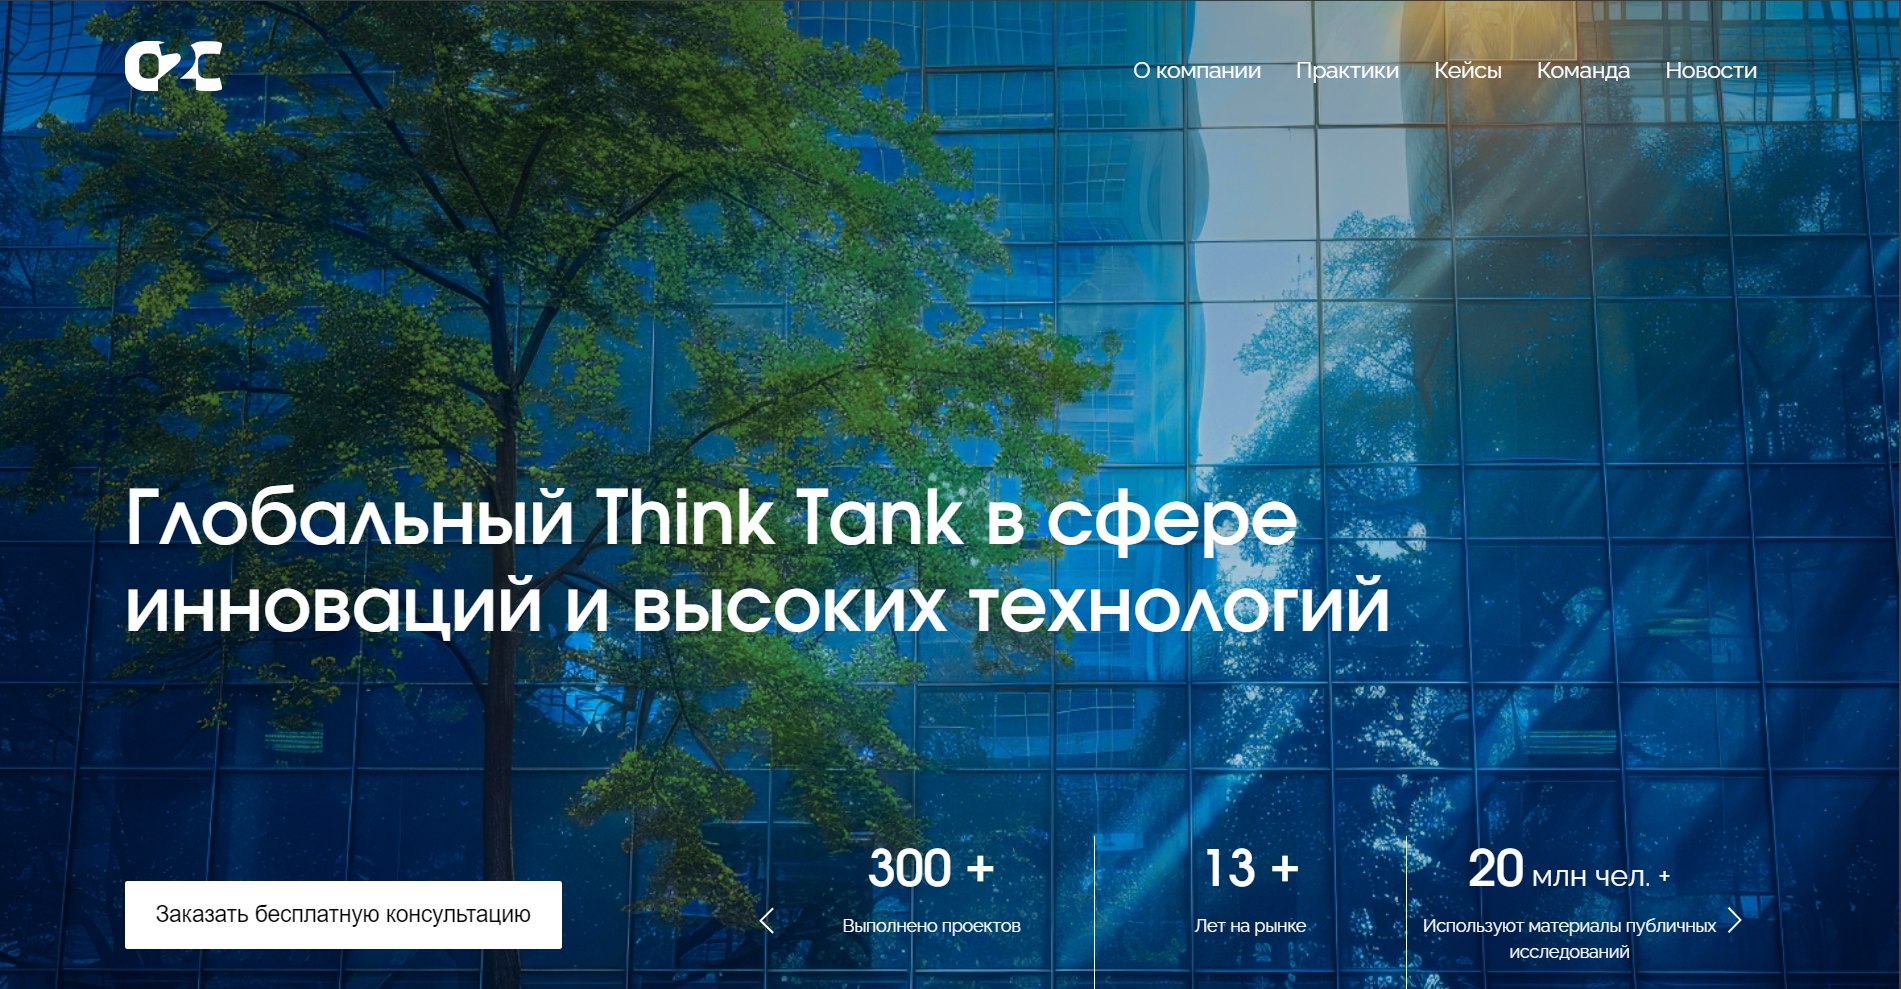 О компании Практики Кейсы Команда Новости
Глобальный Think Tank в сфере
инноваций и высоких технологий
Заказать бесплатную консультацию
300 +
Выполнено проектов
13 +
Лет на рынке
20 млн чел. +
Используют материалы публичных
исследований